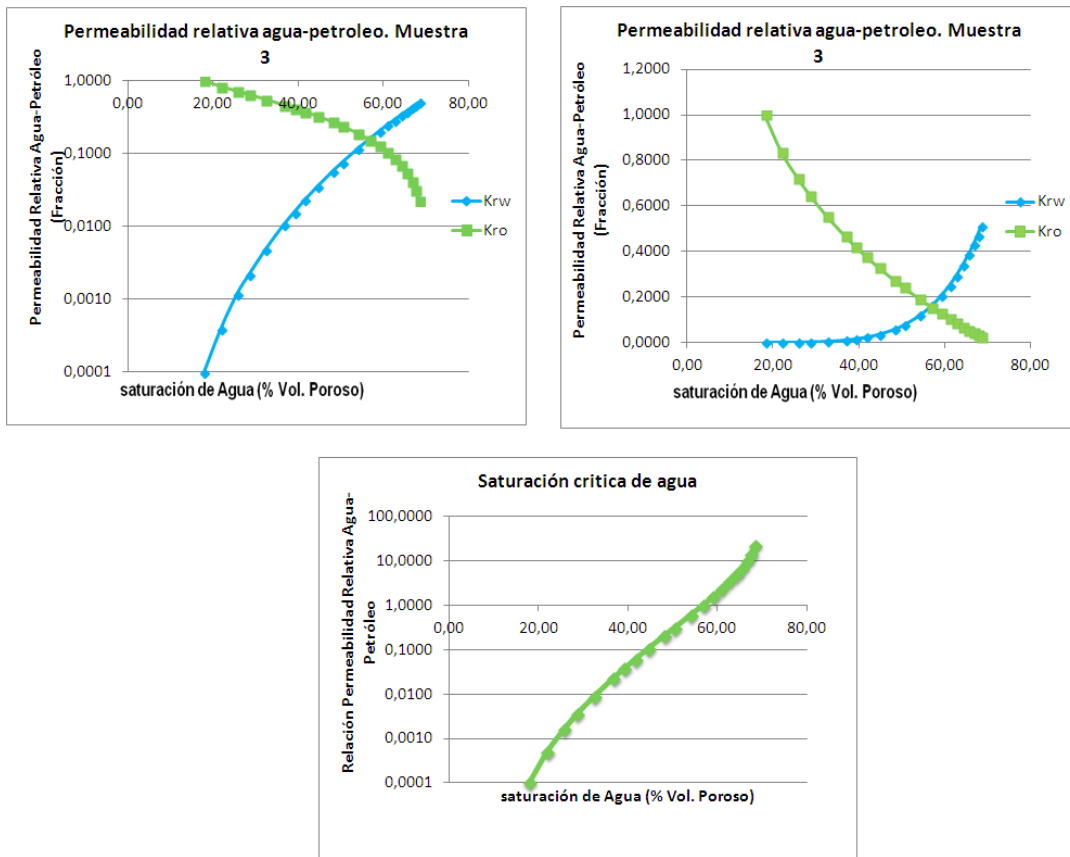 Permeabilidad relativa agua-petroleo. Muestra
3
Permeabilidad Relativa Agua-Petróleo
(Fracción)
1,0000
0,1000
0,0100
0,0010
0,0001
0,00 20,00 40,00 60,00 80,00
Krw
Kro
saturación de Agua (% Vol. Poroso)
Permeabilidad relativa agua-petroleo. Muestra
3
Permeabilidad Relativa Agua-Petróleo
(Fracción)
1,2000
1,0000
0,8000
0,6000
0,4000
0,2000
0,0000
0,00 20,00 40,00 60,00 80,00
Krw
Kro
saturación de Agua (% Vol. Poroso)
Saturación critica de agua
Relación Permeabilidad Relativa Agua-
Petróleo
100,0000
10,0000
1,0000
0,1000
0,0100
0,0010
0,0001
0,00 20,00 40,00 60,00 80,00
saturación de Agua (% Vol. Poroso)